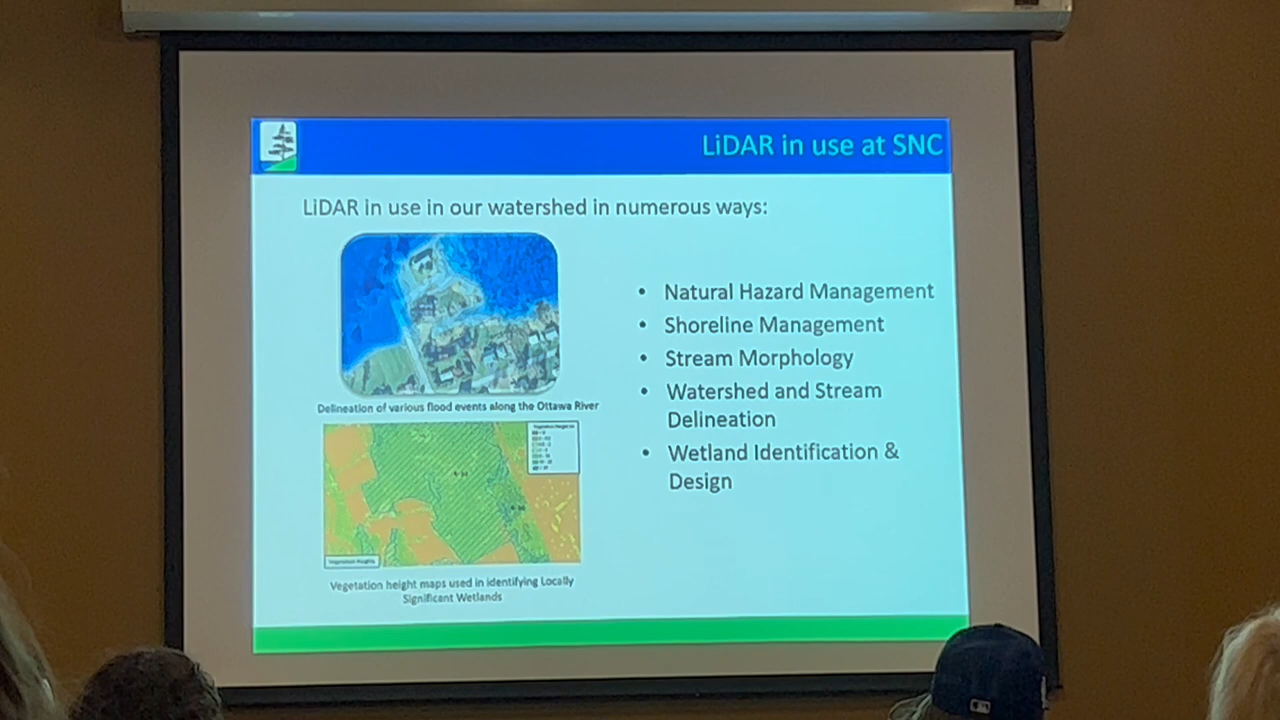 LiDAR in use at SNC
LiDAR in use in our watershed in numerous ways:
Delineation of various flood events along the Ottawa River
Vegetation Heights
Vegetation height maps used in identifying Locally
Significant Wetlands
• Natural Hazard Management
• Shoreline Management
• Stream Morphology
• Watershed and Stream
Delineation
• Wetland Identification &
Design